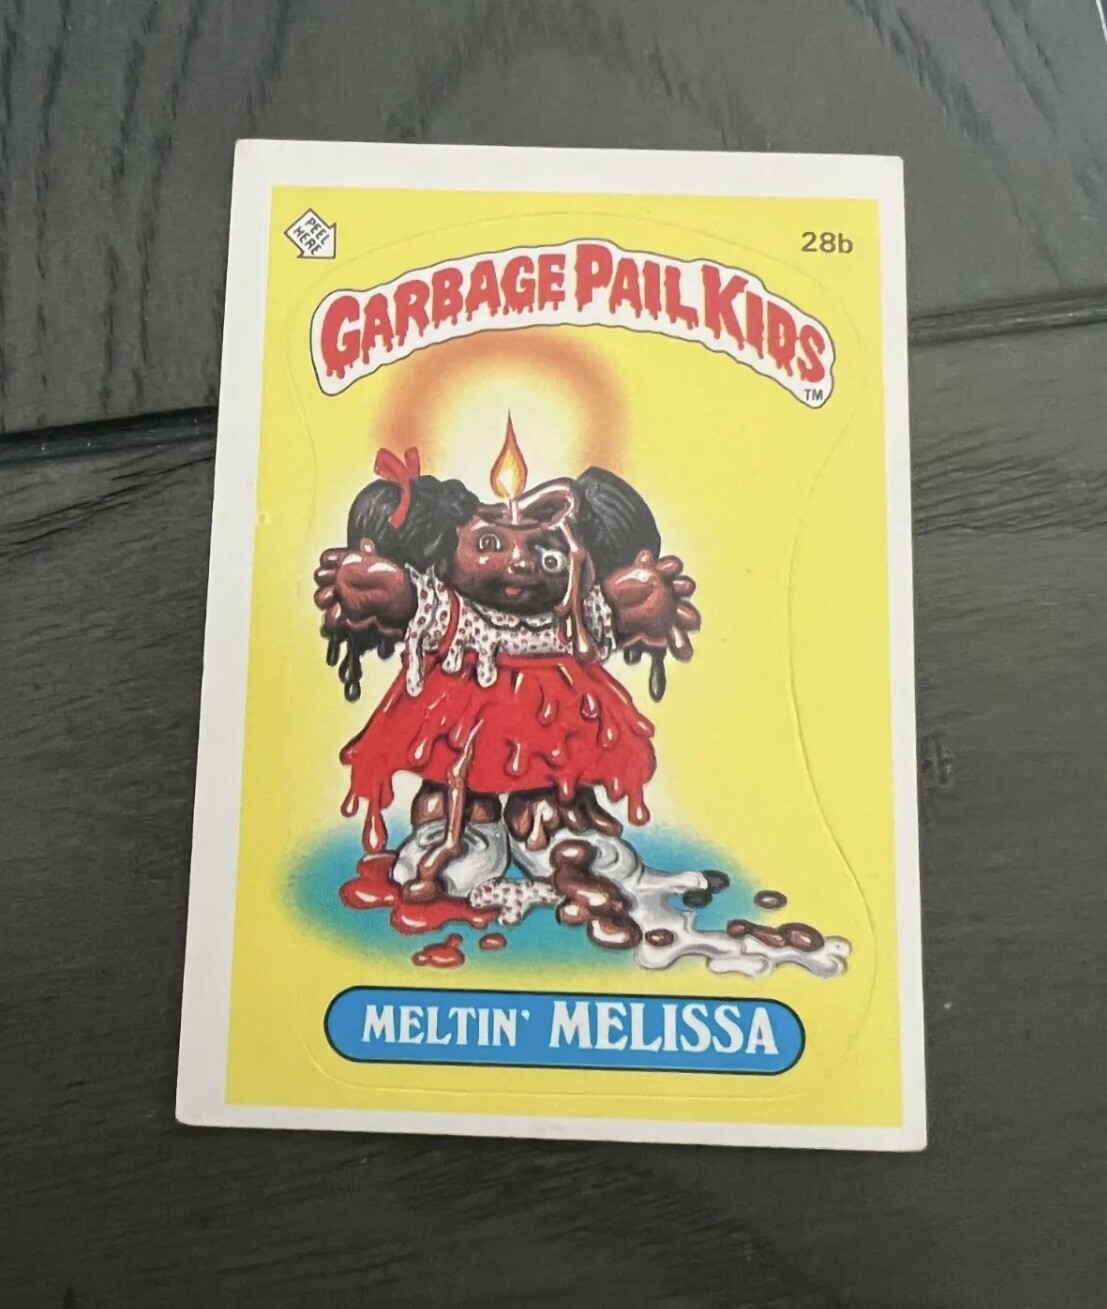 PEEL
HERE
28b
GARBAGE PAIL KIDS
TM
MELTIN' MELISSA